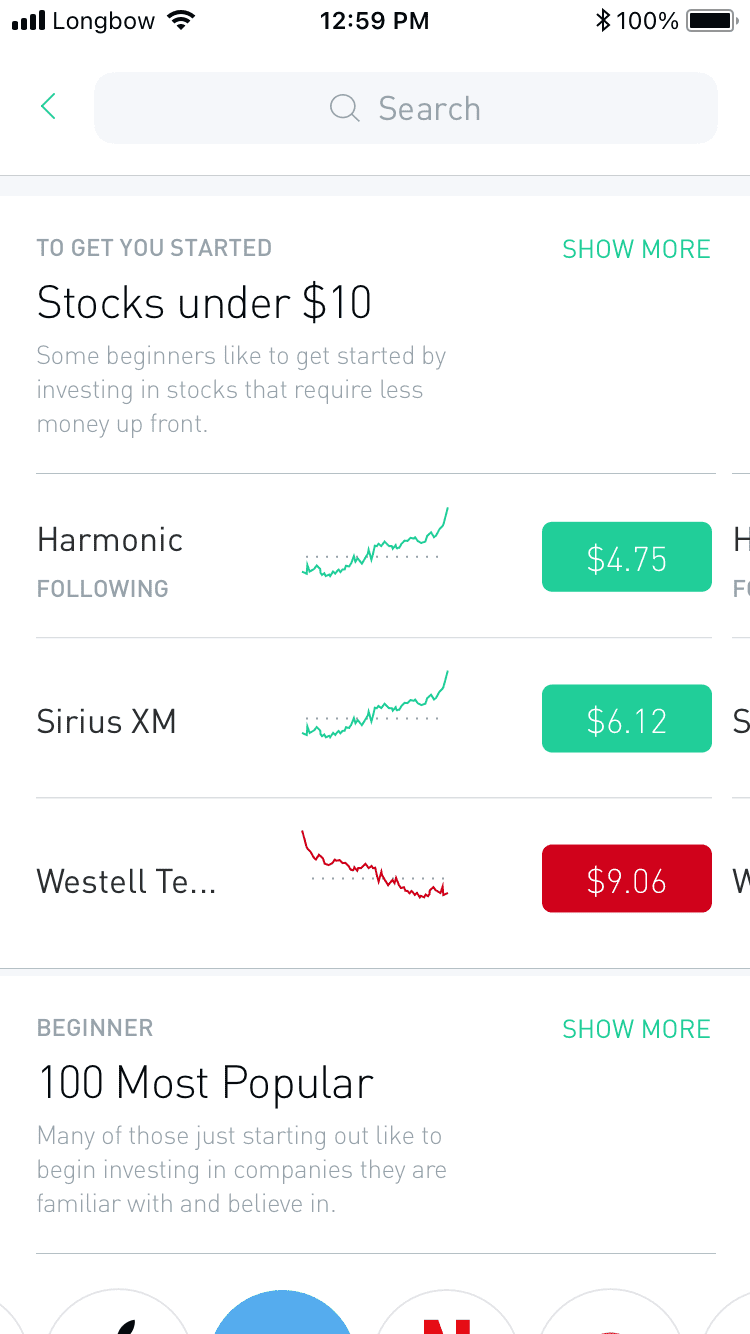 Longbow 12:59 PM 100%
Search
TO GET YOU STARTED SHOW MORE
Stocks under $10
Some beginners like to get started by
investing in stocks that require less
money up front.
Harmonic $4.75 H
FOLLOWING
Sirius XM $6.12 S
Westell Te... $9.06 W
BEGINNER SHOW MORE
100 Most Popular
Many of those just starting out like to
begin investing in companies they are
familiar with and believe in.